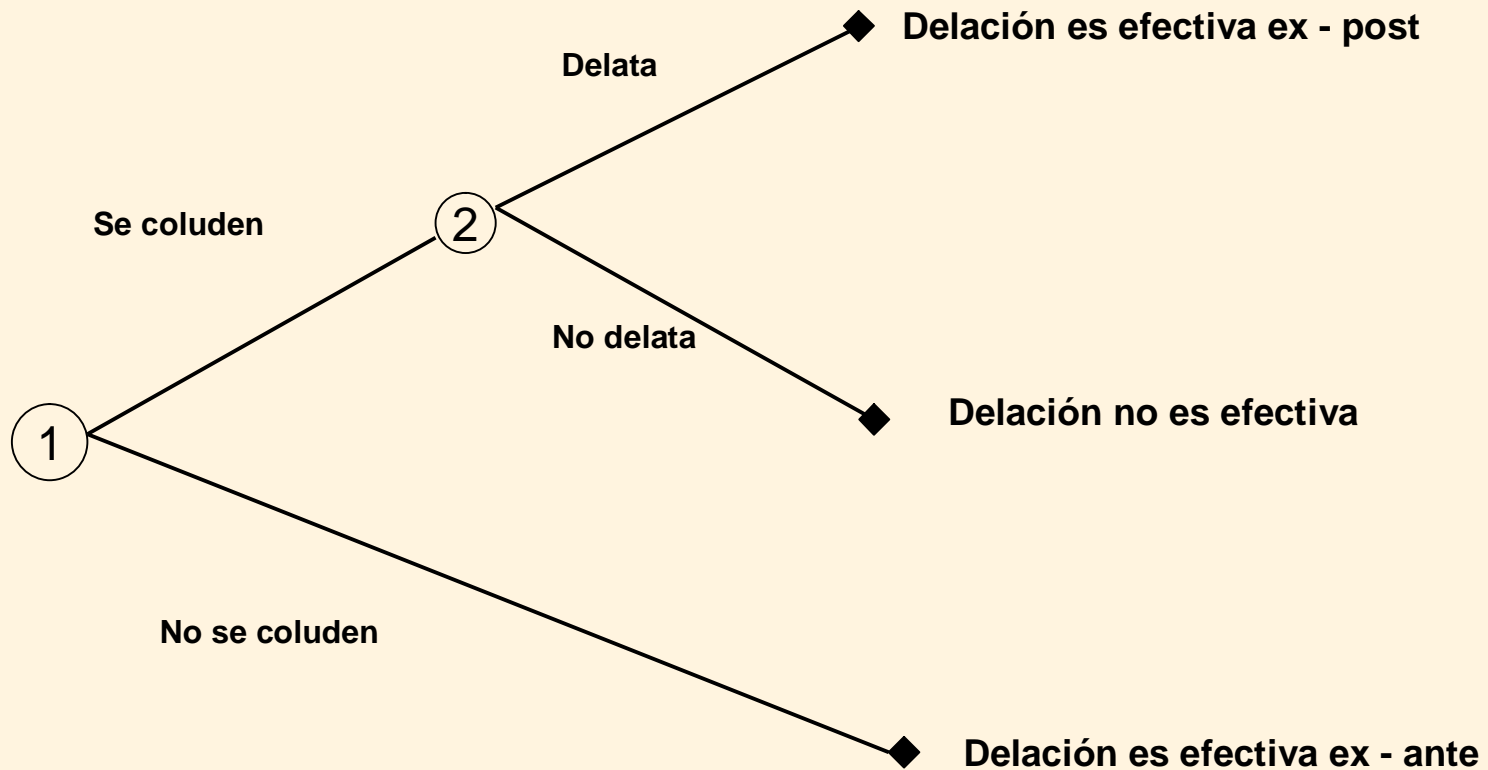 Delación es efectiva ex - post
Delata
Se coluden
2
No delata
Delación no es efectiva
1
No se coluden
Delación es efectiva ex - ante